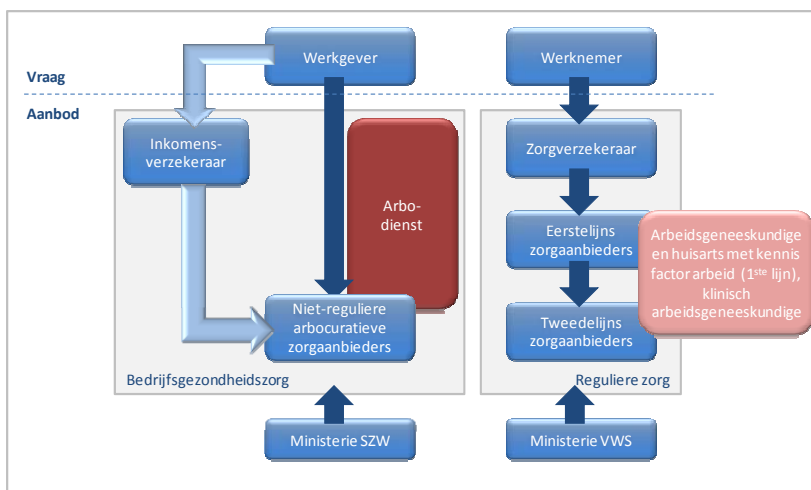 Werkgever
Werknemer
Vraag
Aanbod
Inkomens-
verzekeraar
Zorgverzekeraar
Arbo-
dienst
Eerstelijns
zorgaanbieders
Arbeidsgeneeskundige
en huisarts met kennis
factor arbeid (1ste lijn),
klinisch
arbeidsgeneeskundige
Niet-reguliere
arbocuratieve
zorgaanbieders
Tweedelijns
zorgaanbieders
Bedrijfsgezondheidszorg
Reguliere zorg
Ministerie SZW
Ministerie VWS